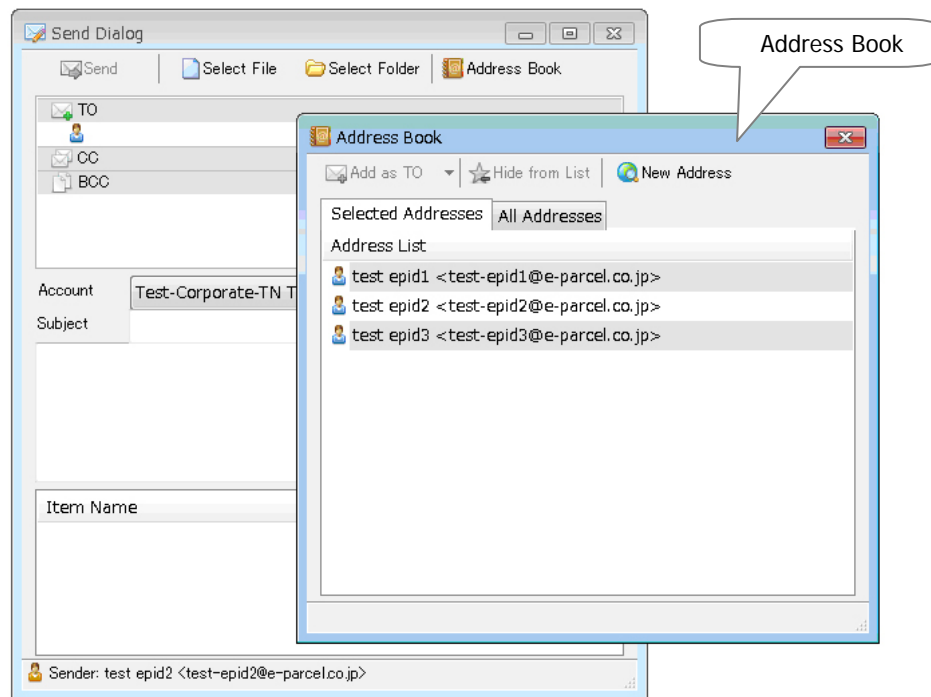 Send Dialog
Send
Select File
Select Folder
Address Book
TO
CC
BCC
Account
Test-Corporate-TN T
Subject
Item Name
Sender: test epid2 <test-epid2@e-parcel.co.jp>
Address Book
Address Book
Add as TO
Hide from List
New Address
Selected Addresses
All Addresses
Address List
test epid1 <test-epid1@e-parcel.co.jp>
test epid2 <test-epid2@e-parcel.co.jp>
test epid3 <test-epid3@e-parcel.co.jp>